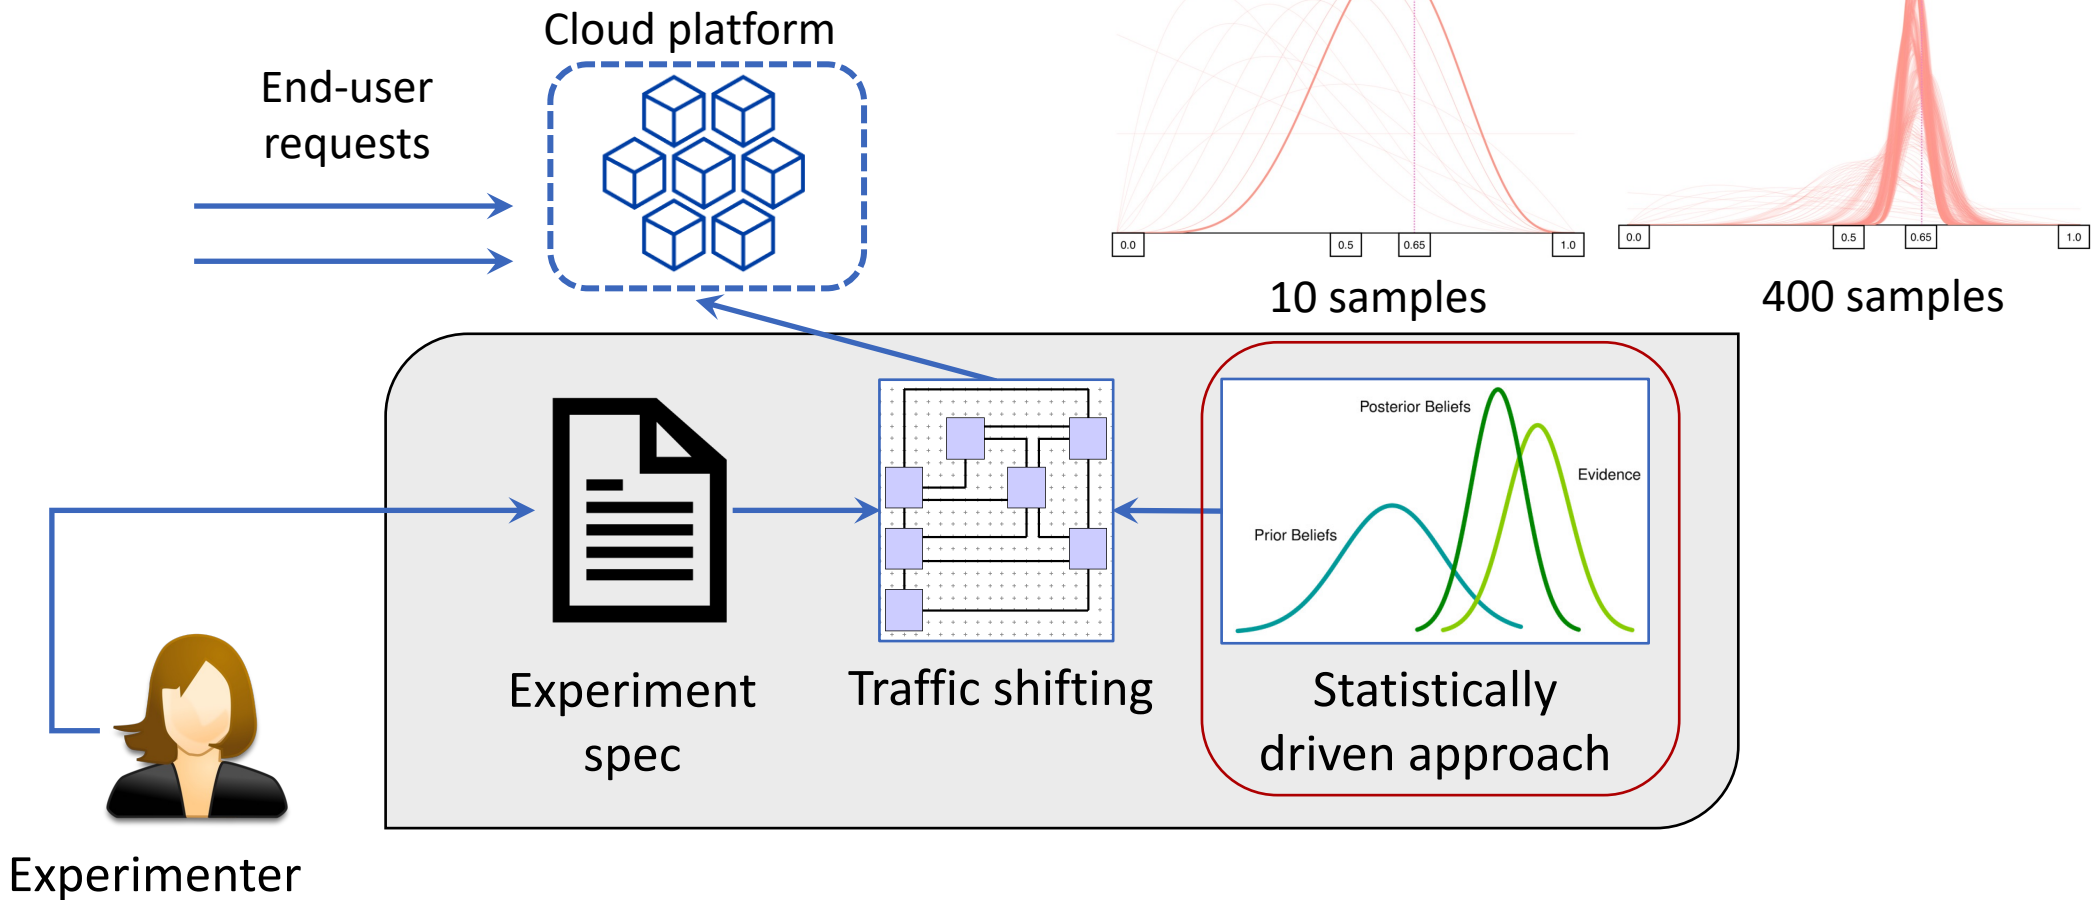 Cloud platform
End-user
requests
0.0
0.5
0.65
1.0
10 samples
0.0
0.5
0.65
1.0
400 samples
Posterior Beliefs
Evidence
Prior Beliefs
Experiment
spec
Traffic shifting
Statistically
driven approach
Experimenter